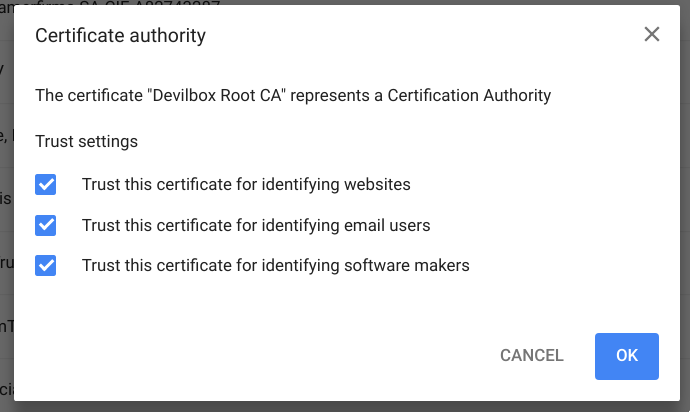 Certificate authority
The certificate "Devilbox Root CA" represents a Certification Authority
Trust settings
Trust this certificate for identifying websites
Trust this certificate for identifying email users
Trust this certificate for identifying software makers
CANCEL OK